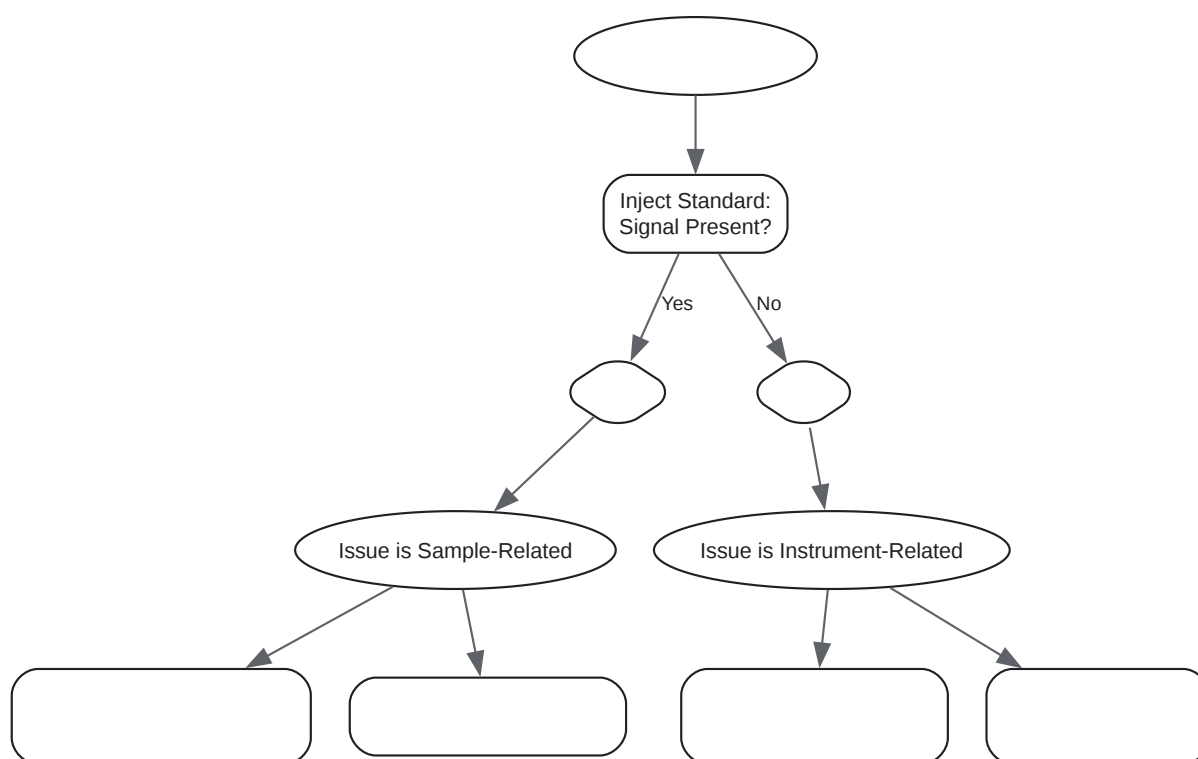 Inject Standard:
Signal Present?
Yes
No
Issue is Sample-Related
Issue is Instrument-Related